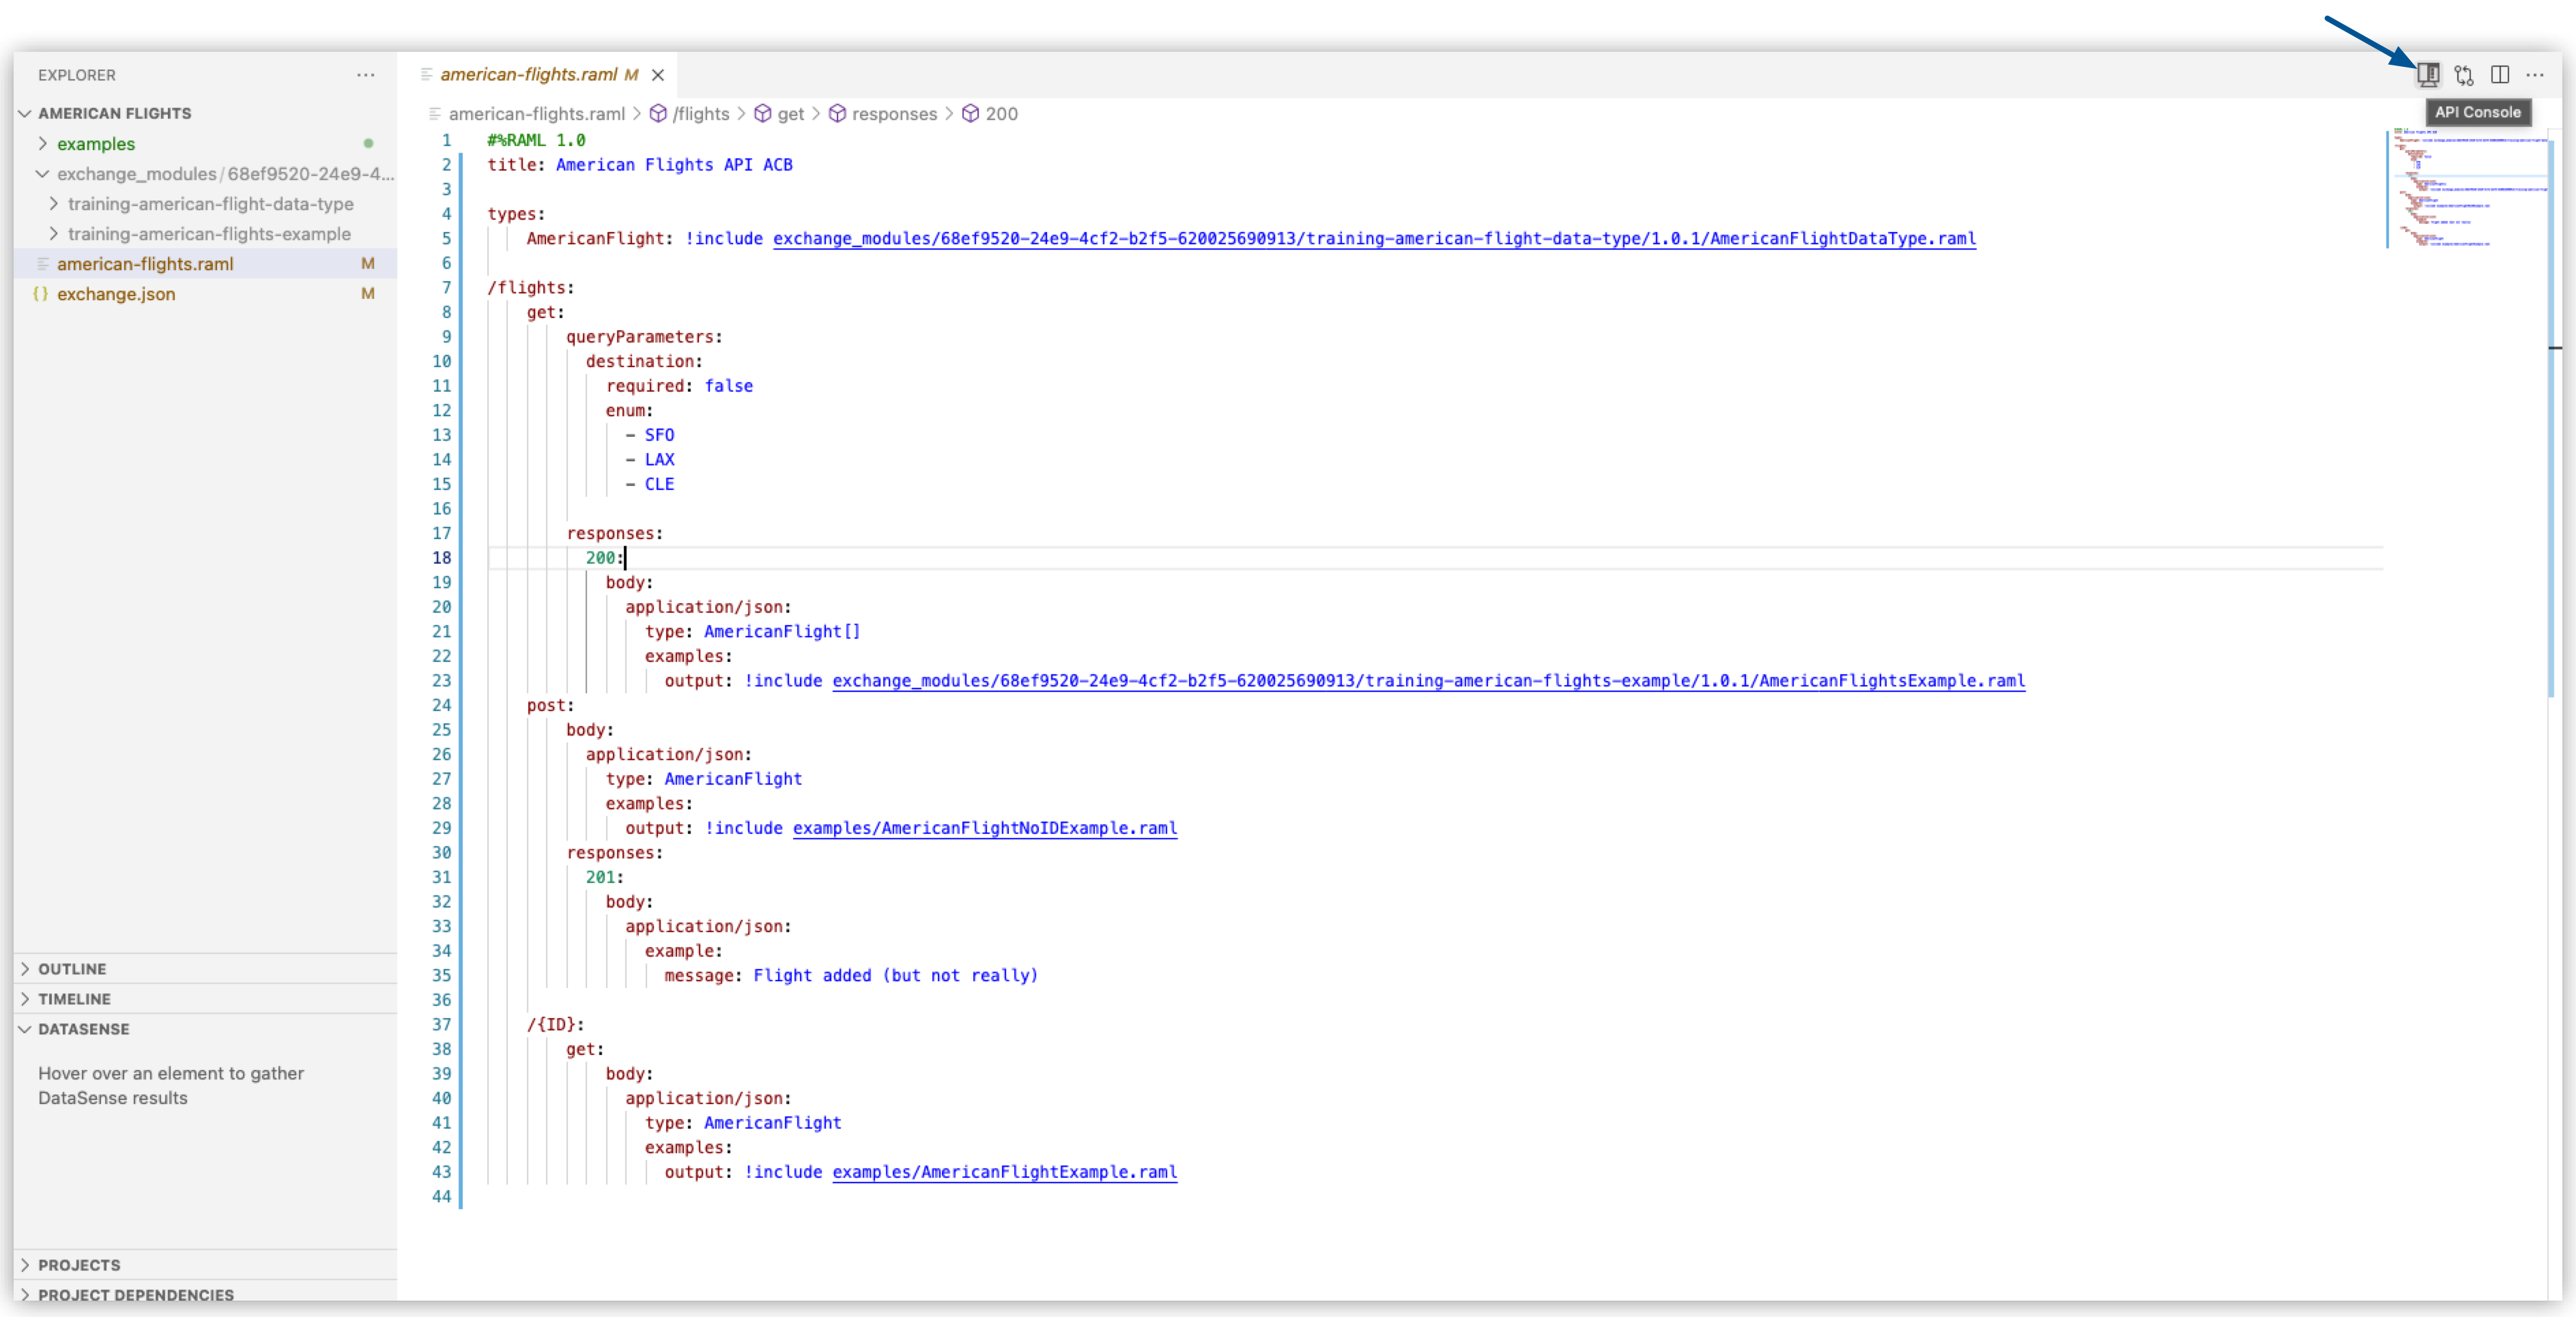 EXPLORER
AMERICAN FLIGHTS
examples
exchange_modules/68ef9520-24e9-4...
training-american-flight-data-type
training-american-flights-example
american-flights.raml M
{} exchange.json M
OUTLINE
TIMELINE
DATASENSE
Hover over an element to gather
DataSense results
PROJECTS
PROJECT DEPENDENCIES
american-flights.raml M
american-flights.raml > /flights > get > responses > 200
API Console
1 #%RAML 1.0
2 title: American Flights API ACB
3
4 types:
5 AmericanFlight: !include exchange_modules/68ef9520-24e9-4cf2-b2f5-620025690913/training-american-flight-data-type/1.0.1/AmericanFlightDataType.raml
6
7 /flights:
8 get:
9 queryParameters:
10 destination:
11 required: false
12 enum:
13 - SFO
14 - LAX
15 - CLE
16
17 responses:
18 200:
19 body:
20 application/json:
21 type: AmericanFlight[]
22 examples:
23 output: !include exchange_modules/68ef9520-24e9-4cf2-b2f5-620025690913/training-american-flights-example/1.0.1/AmericanFlightsExample.raml
24 post:
25 body:
26 application/json:
27 type: AmericanFlight
28 examples:
29 output: !include examples/AmericanFlightNoIDExample.raml
30 responses:
31 201:
32 body:
33 application/json:
34 example:
35 message: Flight added (but not really)
36
37 /{ID}:
38 get:
39 body:
40 application/json:
41 type: AmericanFlight
42 examples:
43 output: !include examples/AmericanFlightExample.raml
44